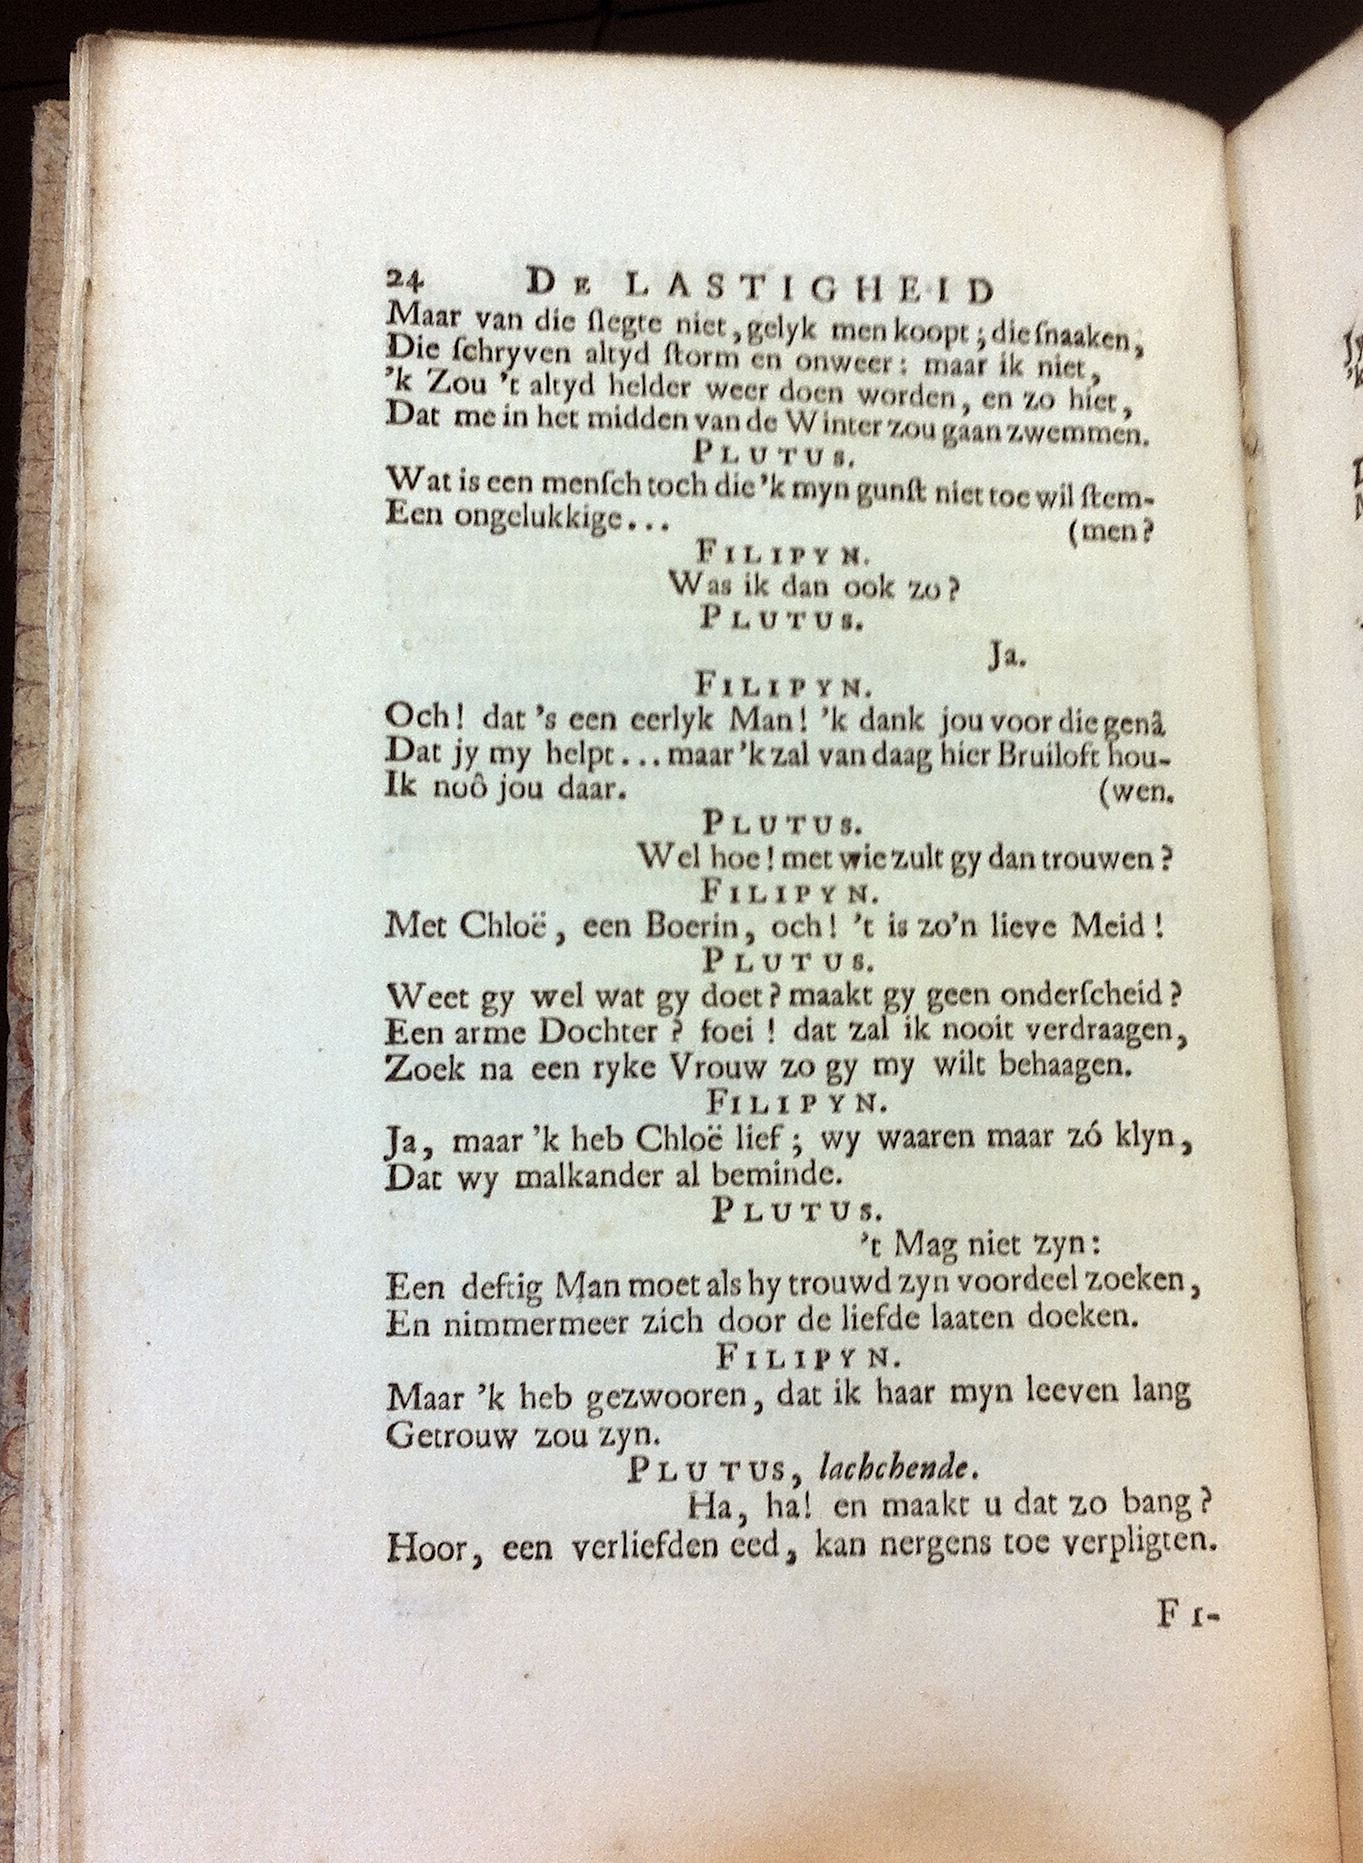 24 DE LASTIGHEID
Maar van die ſlegte niet, gelyk men koopt; die ſnaaken,
Die ſchryven altyd ſtorm en onweer: maar ik niet,
'k Zou 't altyd helder weer doen worden, en zo hiet,
Dat me in het midden van de Winter zou gaan zwemmen.
PLUTUS.
Wat is een menſch toch die 'k myn gunſt niet toe wil ſtem-
Een ongelukkige... (men?
FILIPYN.
Was ik dan ook zo?
PLUTUS.
Ja.
FILIPYN.
Och! dat 's een eerlyk Man! 'k dank jou voor die genâ
Dat jy my helpt... maar 'k zal van daag hier Bruiloft hou-
Ik noô jou daar. (wen.
PLUTUS.
Wel hoe! met wie zult gy dan trouwen?
FILIPYN.
Met Chloë, een Boerin, och! 't is zo'n lieve Meid!
PLUTUS.
Weet gy wel wat gy doet? maakt gy geen onderſcheid?
Een arme Dochter? foei! dat zal ik nooit verdraagen,
Zoek na een ryke Vrouw zo gy my wilt behaagen.
FILIPYN.
Ja, maar 'k heb Chloë lief; wy waaren maar zó klyn,
Dat wy malkander al beminde.
PLUTUS.
't Mag niet zyn:
Een deftig Man moet als hy trouwd zyn voordeel zoeken,
En nimmermeer zich door de liefde laaten doeken.
FILIPYN.
Maar 'k heb gezwooren, dat ik haar myn leeven lang
Getrouw zou zyn.
PLUTUS, lachchende.
Ha, ha! en maakt u dat zo bang?
Hoor, een verliefden eed, kan nergens toe verpligten.
FI-